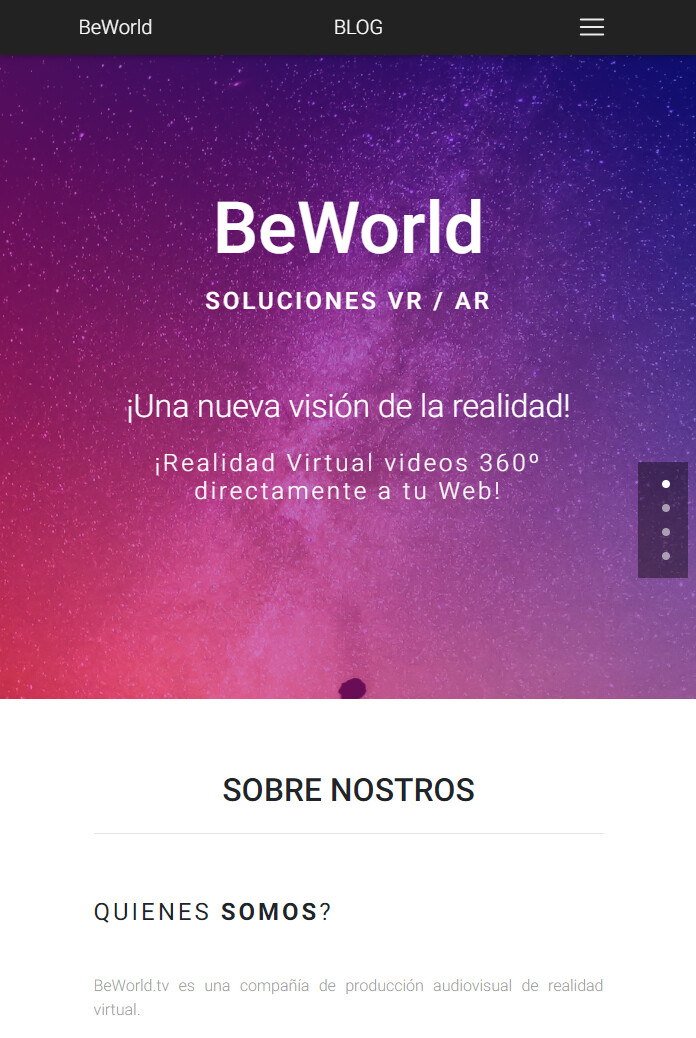 BeWorld
BLOG
BeWorld
SOLUCIONES VR / AR
¡Una nueva visión de la realidad!
¡Realidad Virtual videos 360º
directamente a tu Web!
SOBRE NOSTROS
QUIENES SOMOS?
BeWorld.tv es una compañía de producción audiovisual de realidad
virtual.